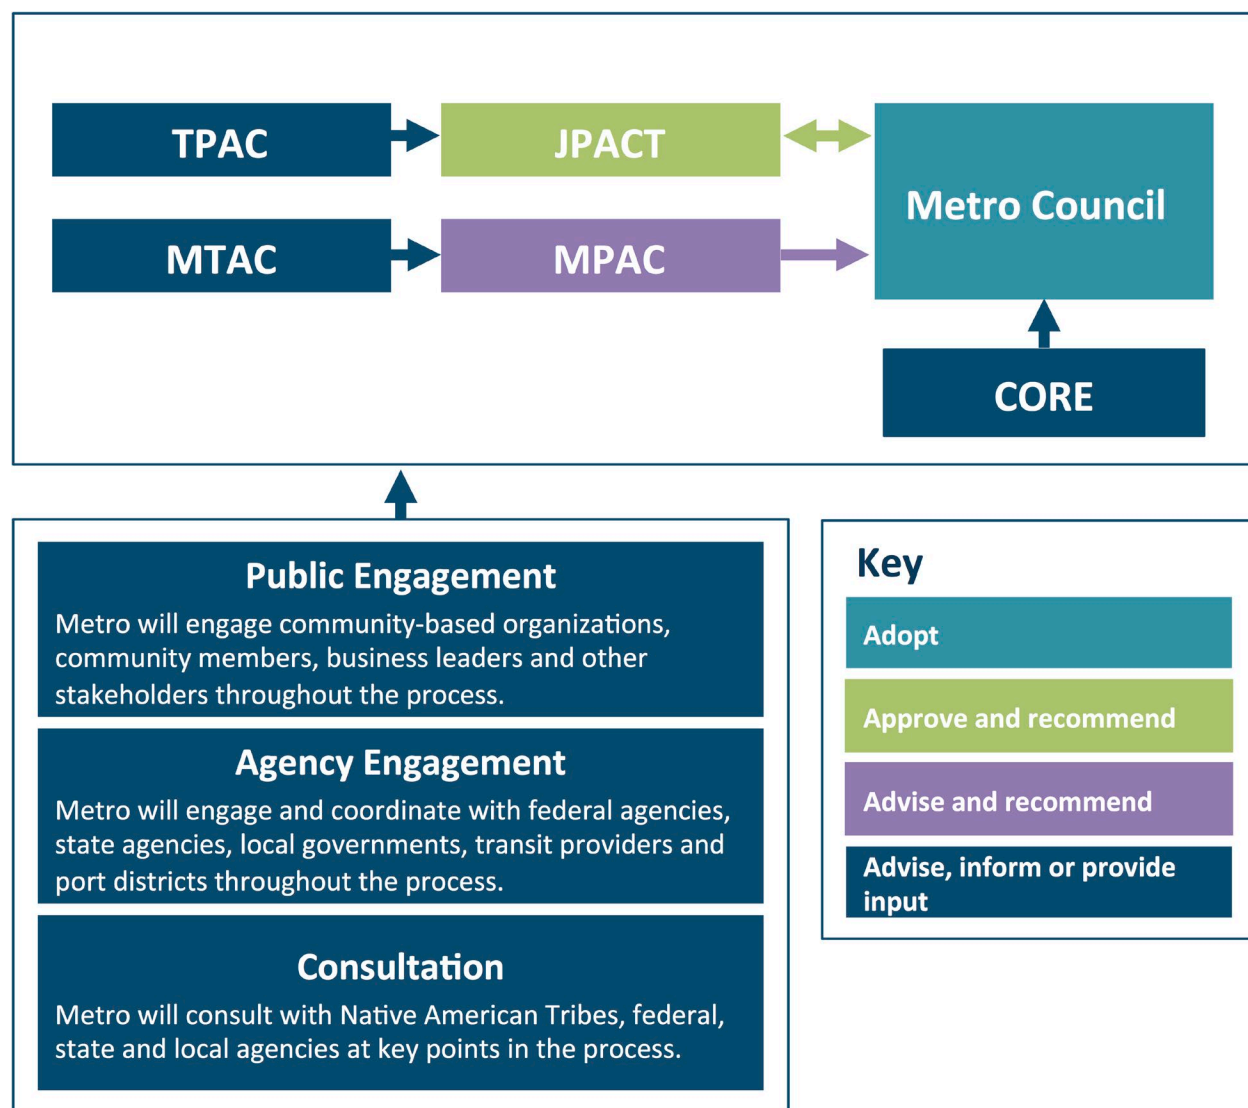 TPAC
JPACT
Metro Council
MTAC
MPAC
CORE
Public Engagement
Metro will engage community-based organizations,
community members, business leaders and other
stakeholders throughout the process.
Agency Engagement
Metro will engage and coordinate with federal agencies,
state agencies, local governments, transit providers and
port districts throughout the process.
Consultation
Metro will consult with Native American Tribes, federal,
state and local agencies at key points in the process.
Key
Adopt
Approve and recommend
Advise and recommend
Advise, inform or provide
input